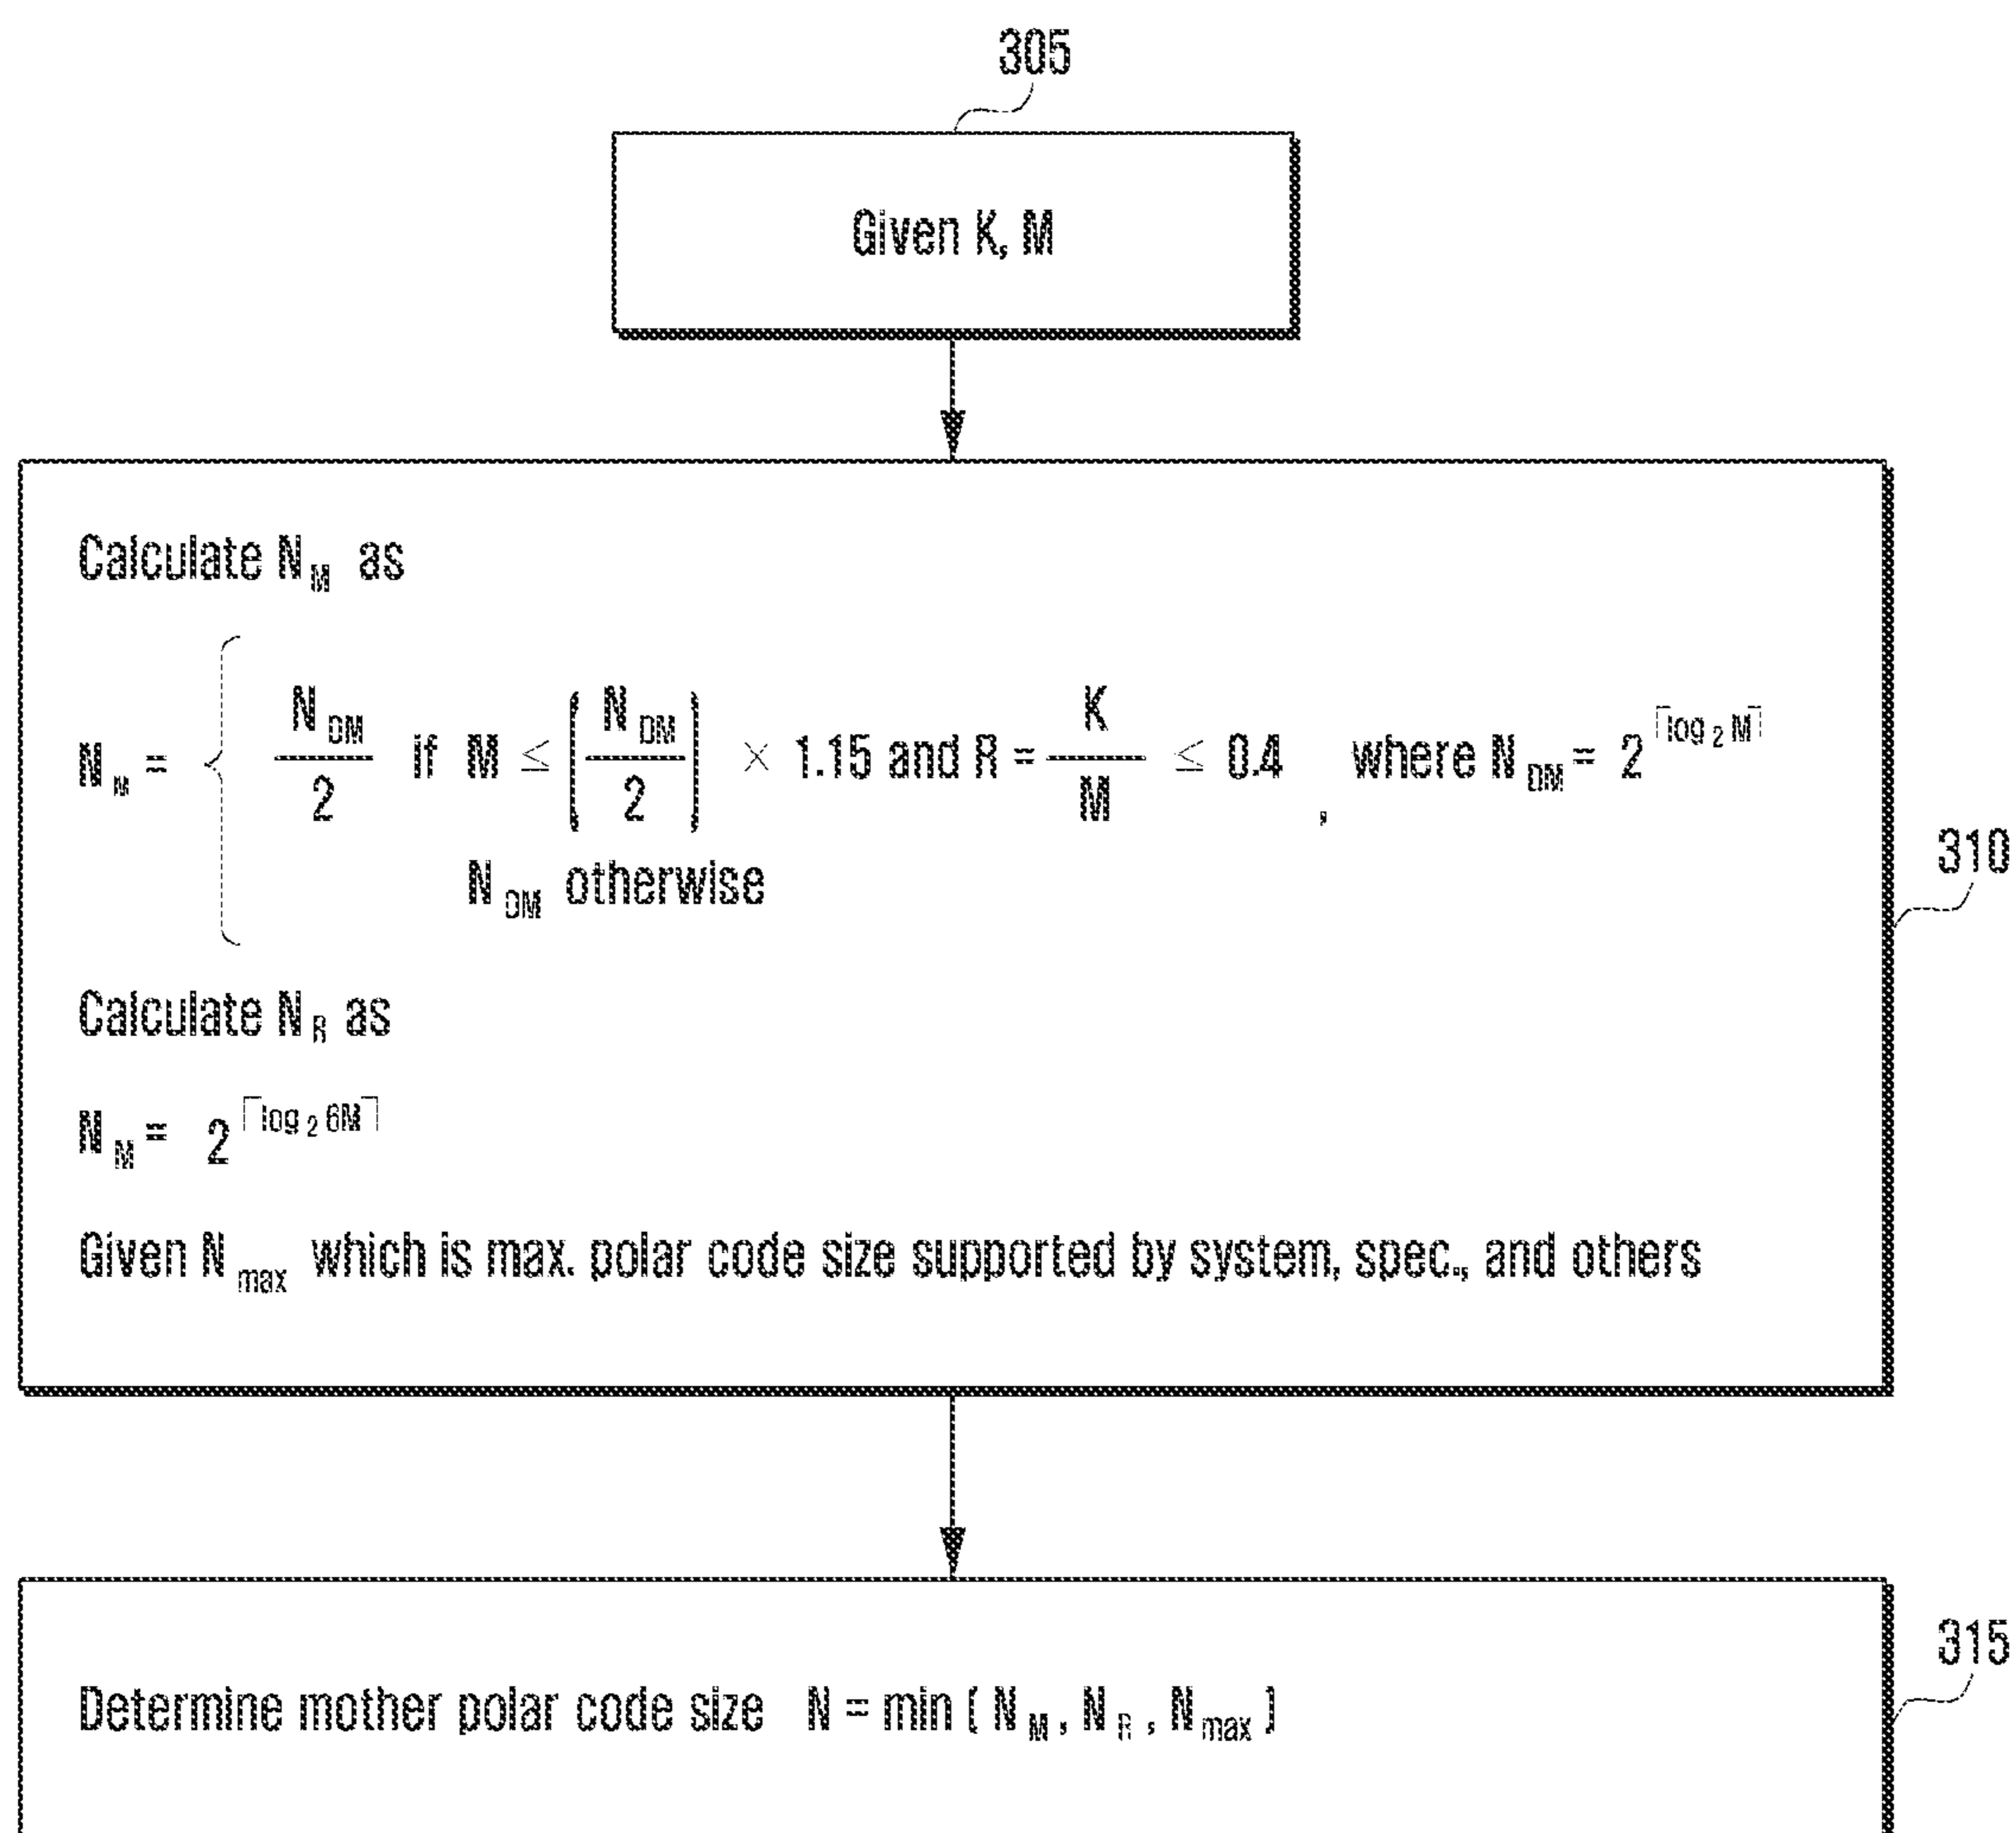 305
Given K, M
Calculate N_M as
N_M = { N_DM / 2 if M ≤ (N_DM / 2) × 1.15 and R = K / M ≤ 0.4 , where N_DM = 2^⌈log_2 M⌉
N_DM otherwise
310
Calculate N_R as
N_M = 2^⌈log_2 6M⌉
Given N_max which is max. polar code size supported by system, spec., and others
315
Determine mother polar code size N = min ( N_M , N_R , N_max )